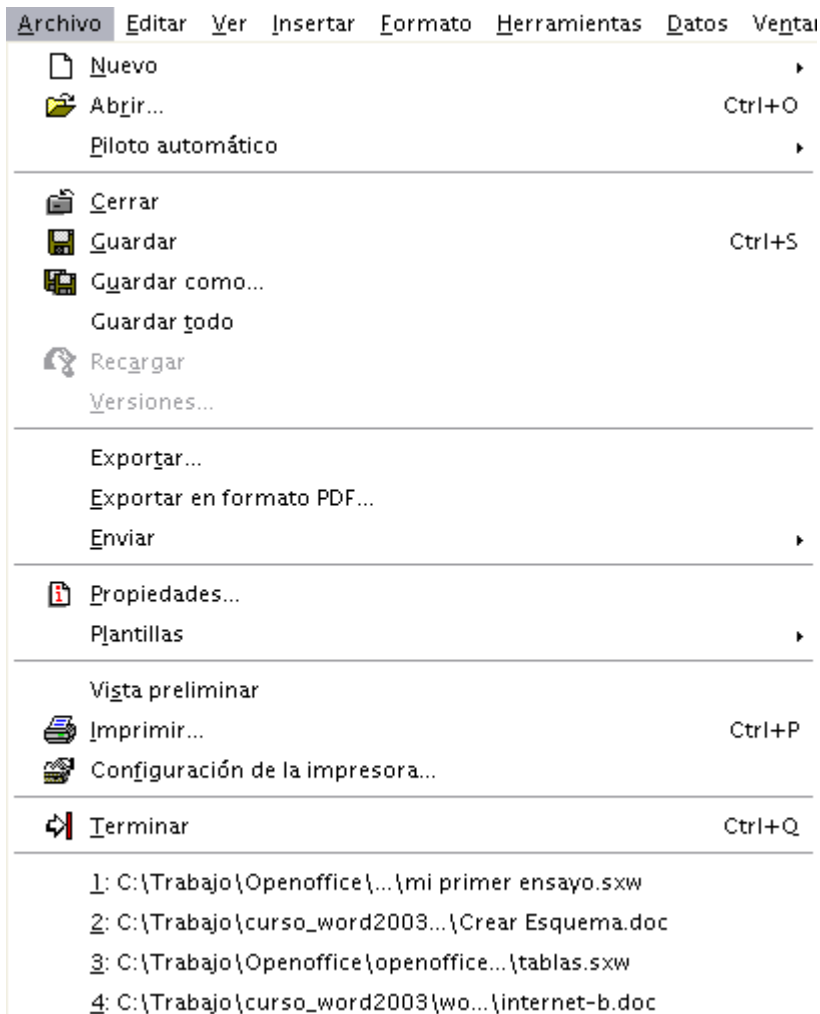 Archivo Editar Ver Insertar Formato Herramientas Datos Ventan
Nuevo
Abrir... Ctrl+O
Piloto automático
Cerrar
Guardar Ctrl+S
Guardar como...
Guardar todo
Recargar
Versiones...
Exportar...
Exportar en formato PDF...
Enviar
Propiedades...
Plantillas
Vista preliminar
Imprimir... Ctrl+P
Configuración de la impresora...
Terminar Ctrl+Q
1: C:\Trabajo\Openoffice\...\mi primer ensayo.sxw
2: C:\Trabajo\curso_word2003...\Crear Esquema.doc
3: C:\Trabajo\Openoffice\openoffice...\tablas.sxw
4: C:\Trabajo\curso_word2003\wo...\internet-b.doc